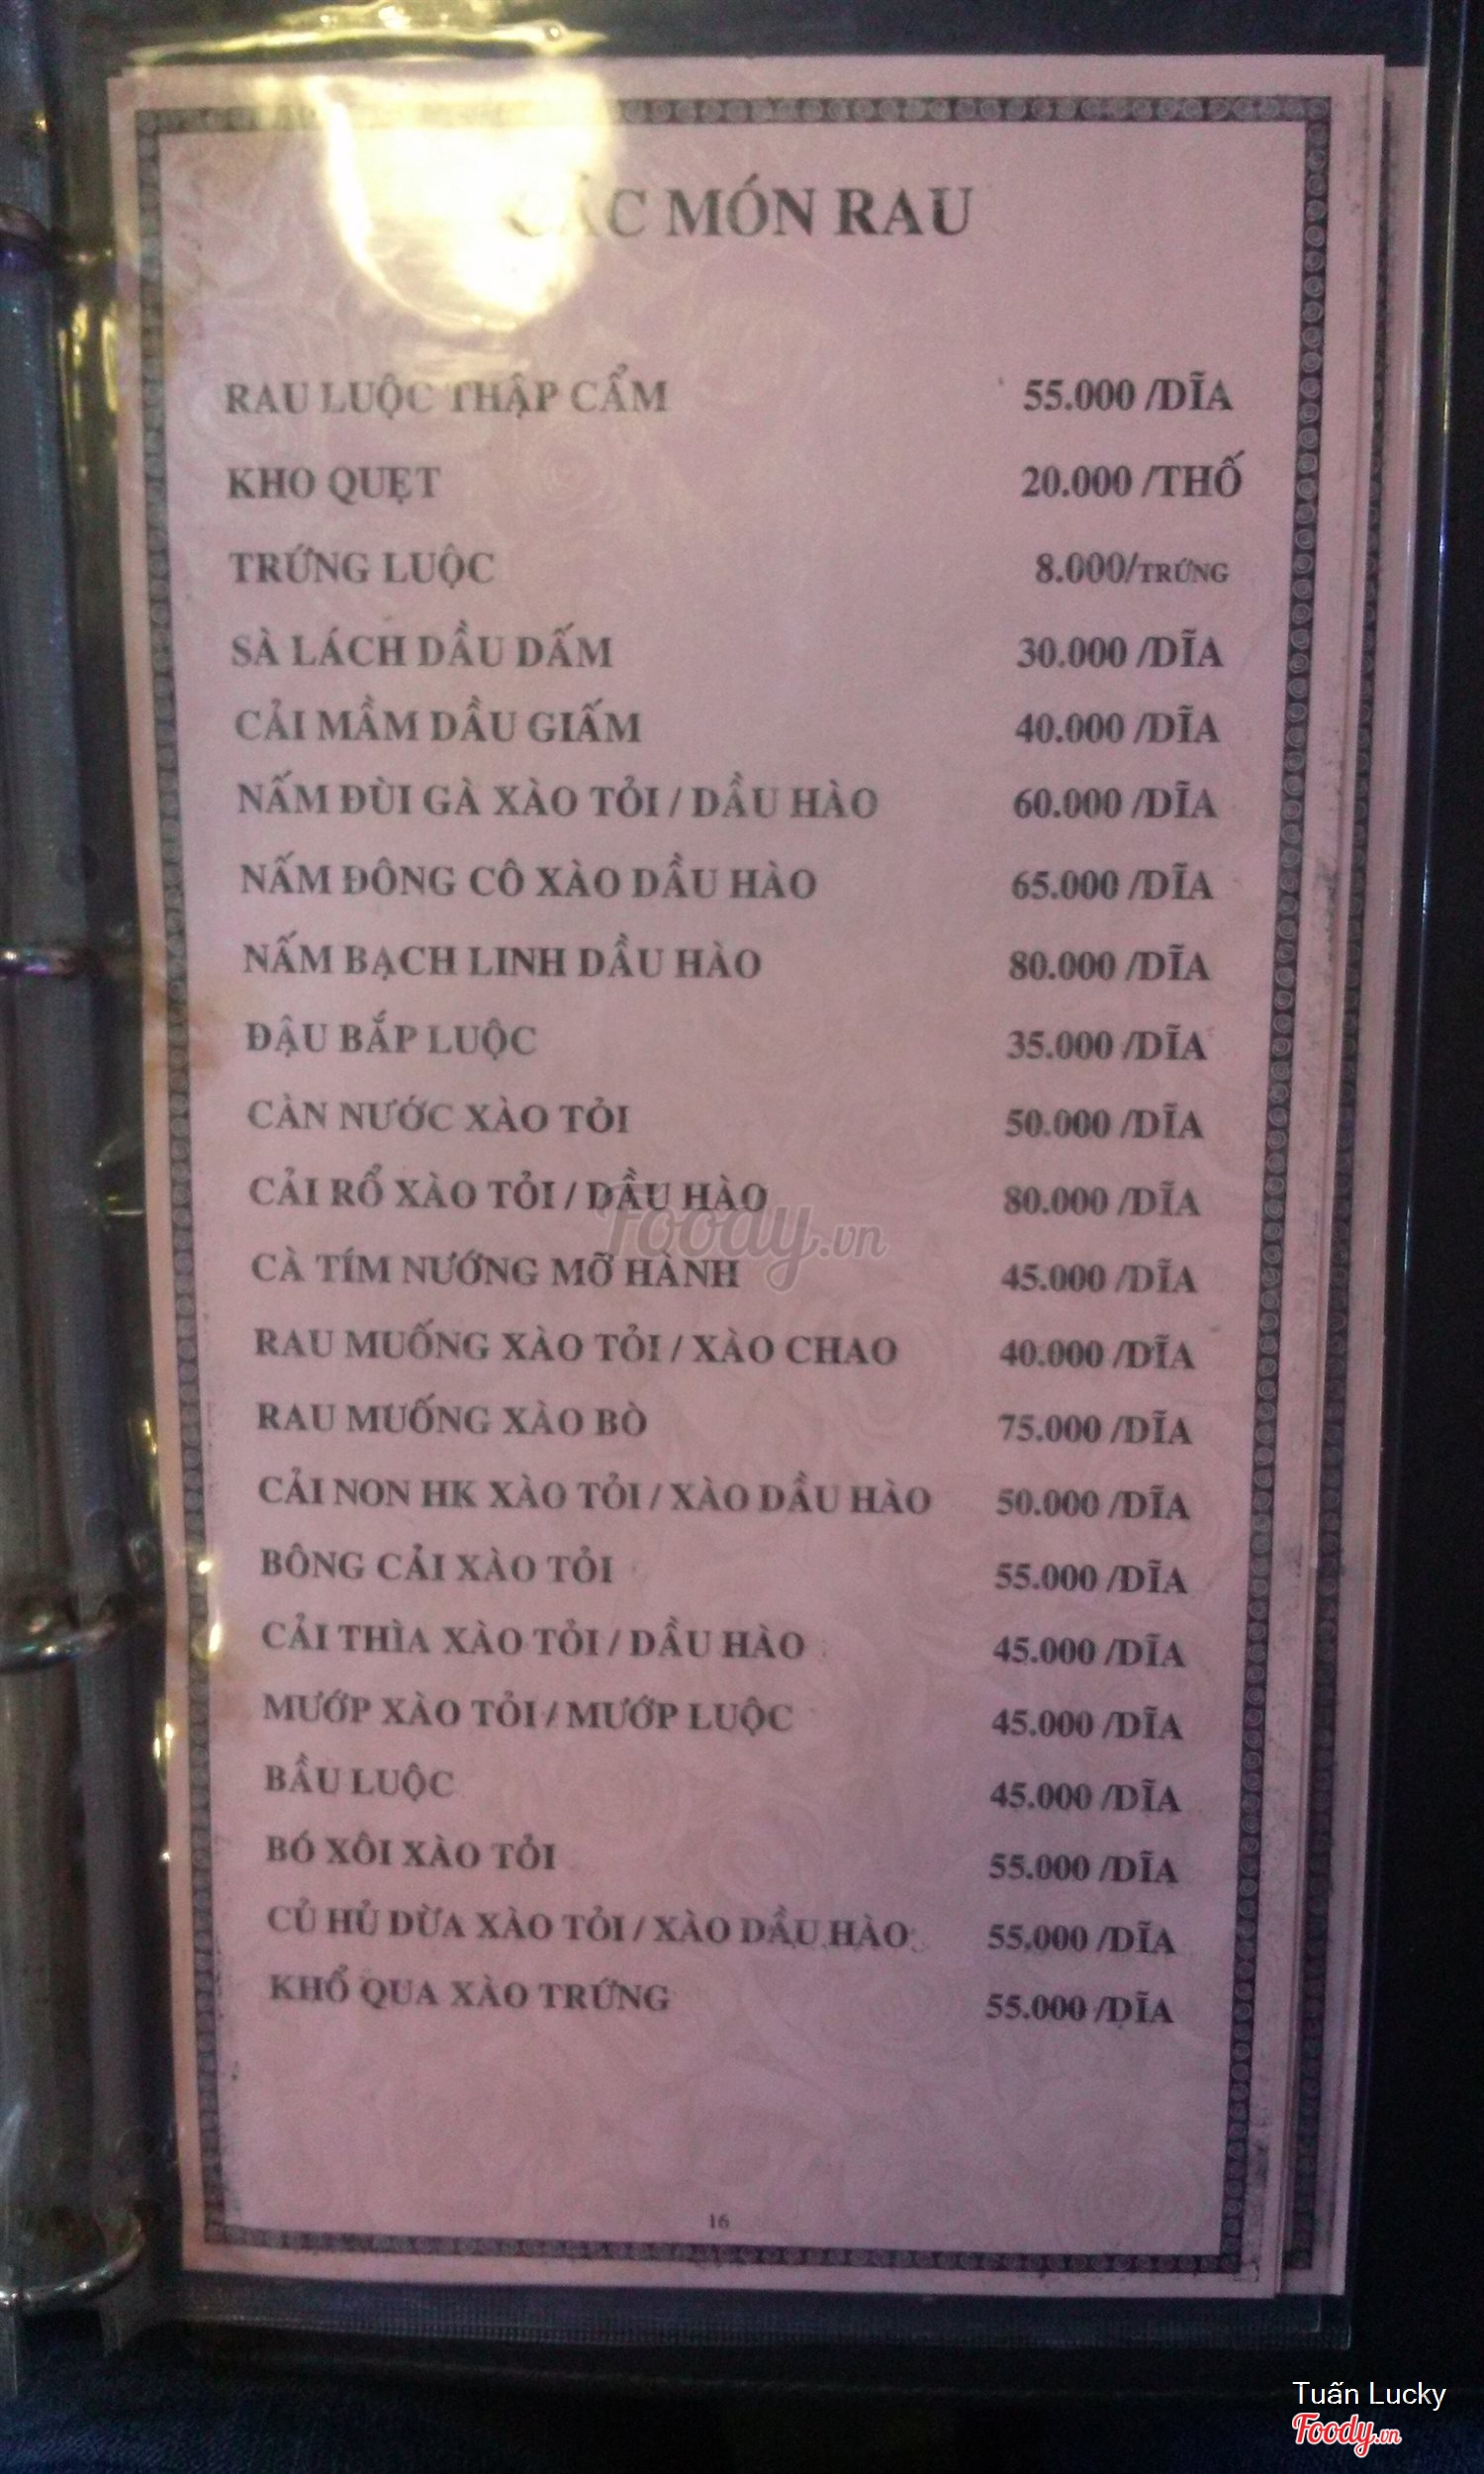 CÁC MÓN RAU
RAU LUỘC THẬP CẨM 55.000 /DĨA
KHO QUẸT 20.000 /THỐ
TRỨNG LUỘC 8.000/TRỨNG
SÀ LÁCH DẦU DẤM 30.000 /DĨA
CẢI MẦM DẦU GIẤM 40.000 /DĨA
NẤM ĐÙI GÀ XÀO TỎI / DẦU HÀO 60.000 /DĨA
NẤM ĐÔNG CÔ XÀO DẦU HÀO 65.000 /DĨA
NẤM BẠCH LINH DẦU HÀO 80.000 /DĨA
ĐẬU BẮP LUỘC 35.000 /DĨA
CÀN NƯỚC XÀO TỎI 50.000 /DĨA
CẢI RỔ XÀO TỎI / DẦU HÀO 80.000 /DĨA
Foody.vn
CÀ TÍM NƯỚNG MỠ HÀNH 45.000 /DĨA
RAU MUỐNG XÀO TỎI / XÀO CHAO 40.000 /DĨA
RAU MUỐNG XÀO BÒ 75.000 /DĨA
CẢI NON HK XÀO TỎI / XÀO DẦU HÀO 50.000 /DĨA
BÔNG CẢI XÀO TỎI 55.000 /DĨA
CẢI THÌA XÀO TỎI / DẦU HÀO 45.000 /DĨA
MƯỚP XÀO TỎI / MƯỚP LUỘC 45.000 /DĨA
BẦU LUỘC 45.000 /DĨA
BÓ XÔI XÀO TỎI 55.000 /DĨA
CỦ HỦ DỪA XÀO TỎI / XÀO DẦU HÀO 55.000 /DĨA
KHỔ QUA XÀO TRỨNG 55.000 /DĨA
16
Tuấn Lucky
Foody.vn